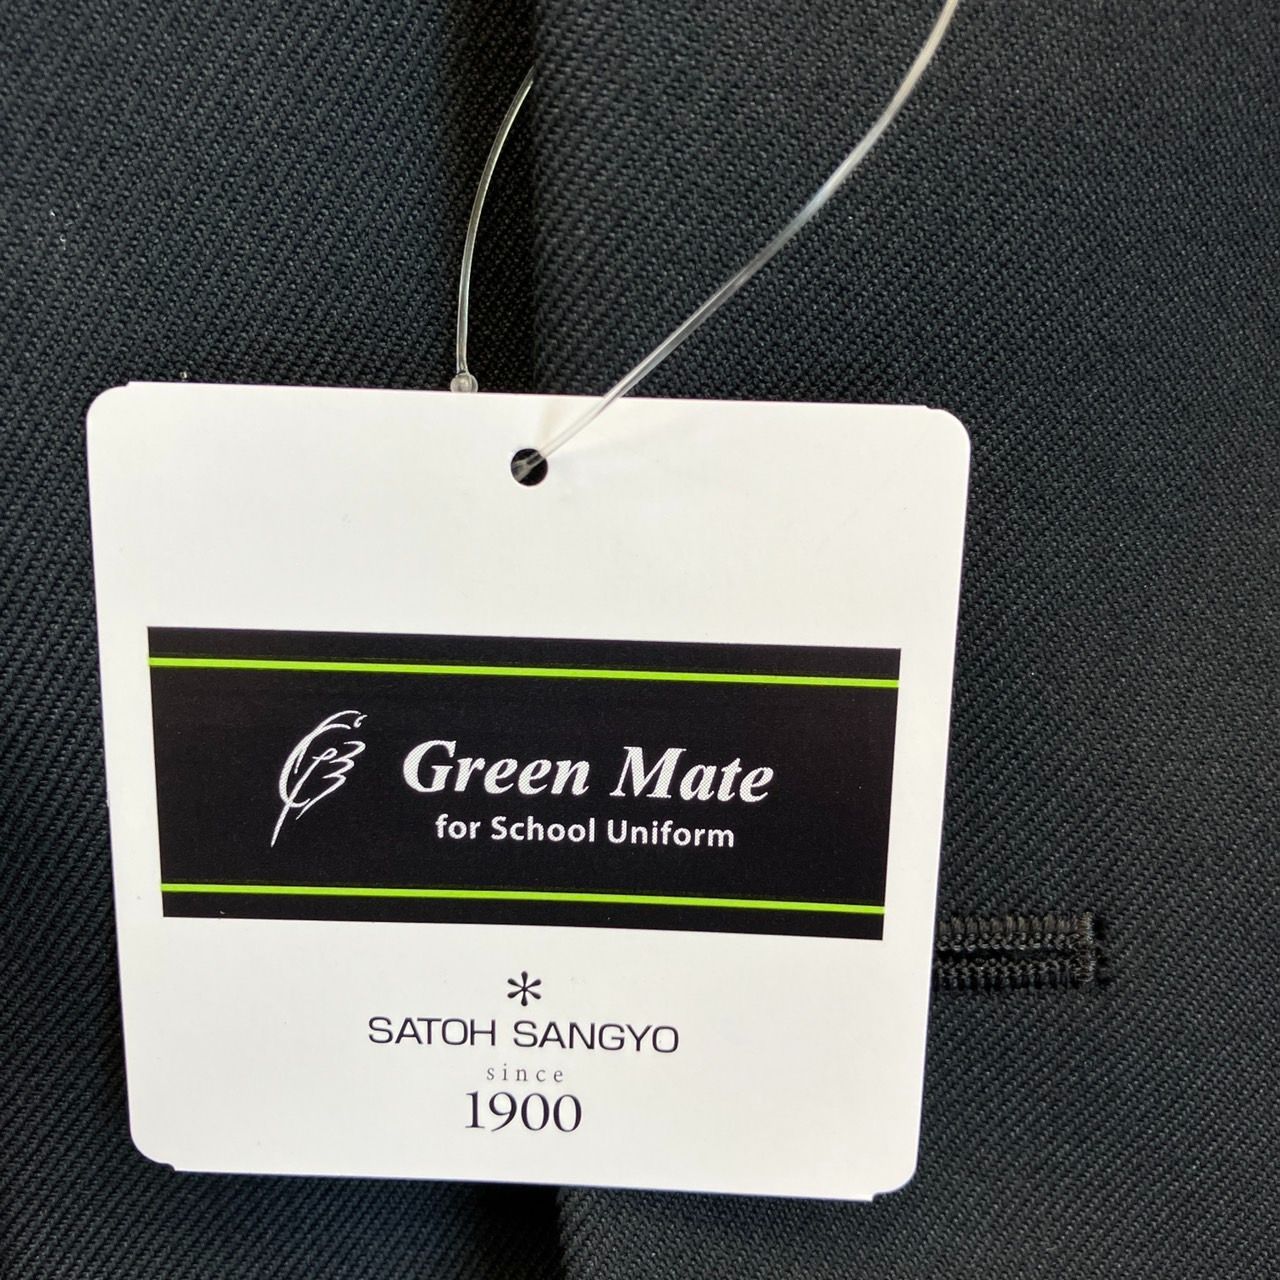 Green Mate
for School Uniform
*
SATOH SANGYO
since
1900